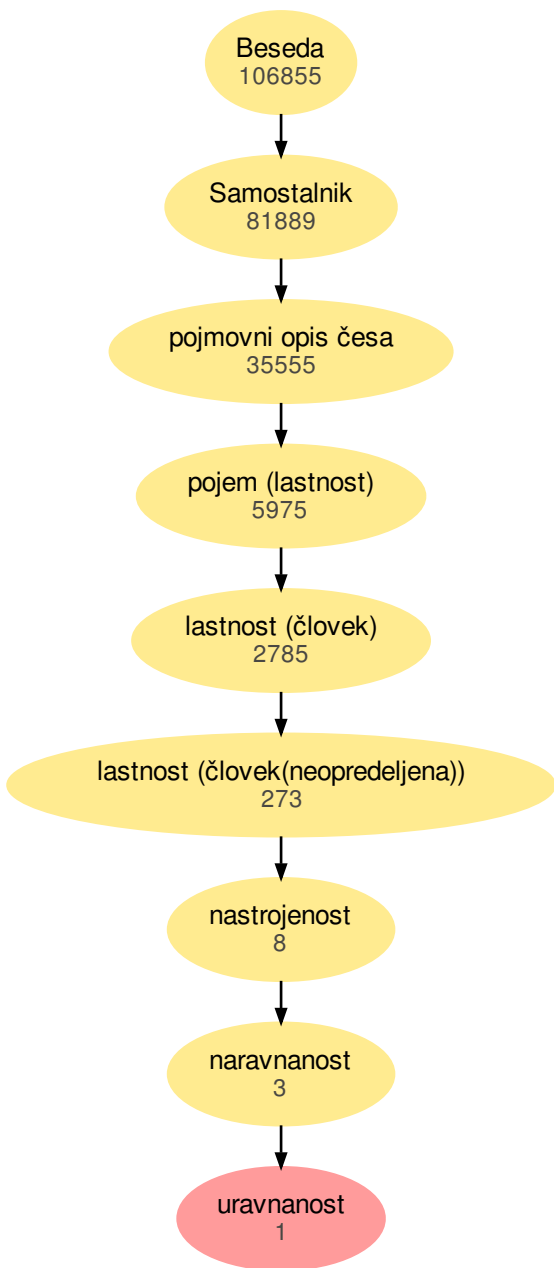 Beseda
106855
Samostalnik
81889
pojmovni opis česa
35555
pojem (lastnost)
5975
lastnost (človek)
2785
lastnost (človek(neopredeljena))
273
nastrojenost
8
naravnanost
3
uravnanost
1